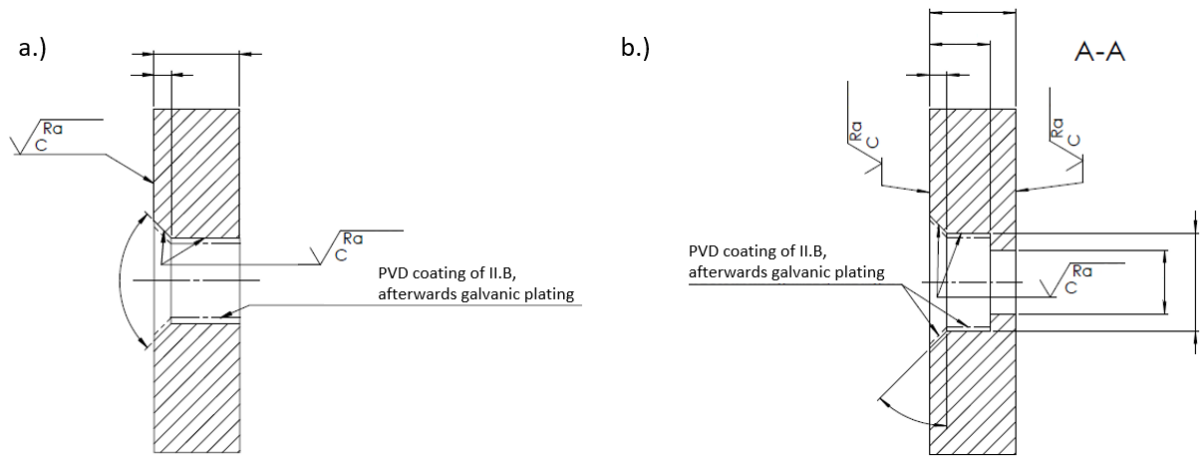 a.)
Ra
C
Ra
C
PVD coating of II.B,
afterwards galvanic plating
b.)
A-A
Ra
C
Ra
C
PVD coating of II.B,
afterwards galvanic plating
Ra
C